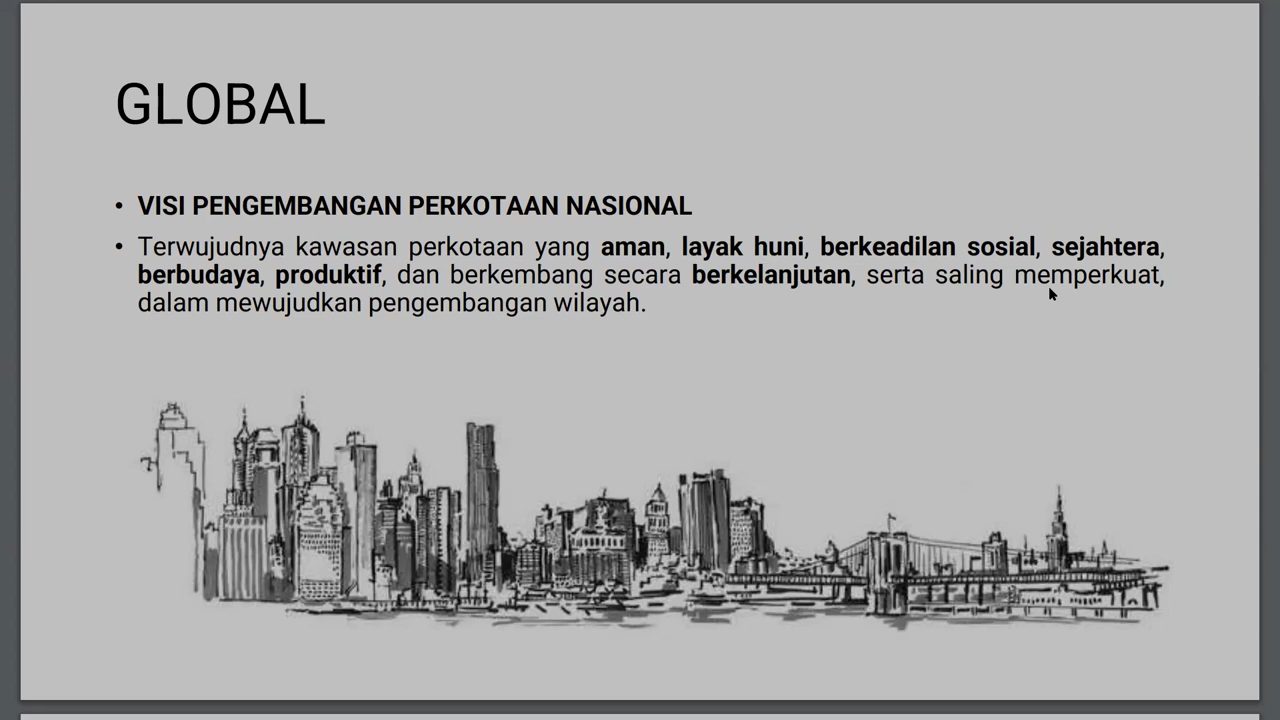 GLOBAL
• VISI PENGEMBANGAN PERKOTAAN NASIONAL
• Terwujudnya kawasan perkotaan yang aman, layak huni, berkeadilan sosial, sejahtera,
berbudaya, produktif, dan berkembang secara berkelanjutan, serta saling memperkuat,
dalam mewujudkan pengembangan wilayah.